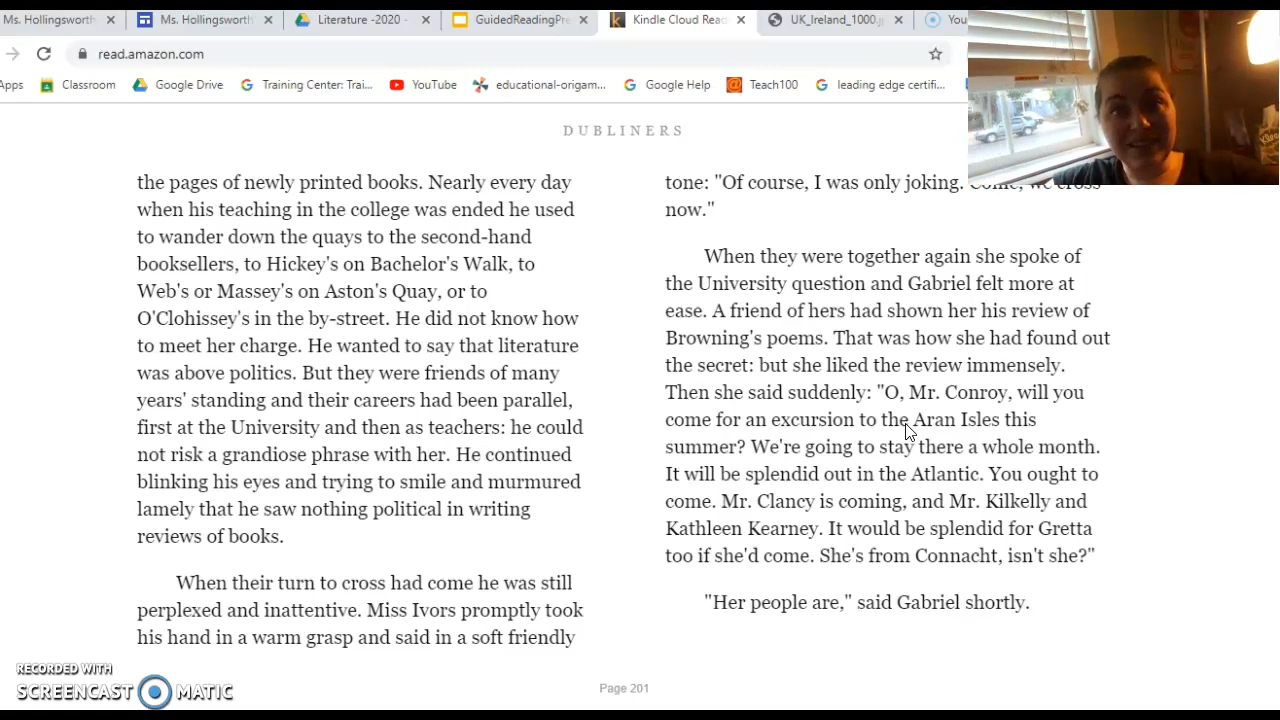 Ms. Hollingsworth
Ms. Hollingsworth
Literature -2020 -
GuidedReadingPre
Kindle Cloud Read
UK_Ireland_1000.j
You
read.amazon.com
Apps
Classroom
Google Drive
Training Center: Trai...
YouTube
educational-origam...
Google Help
Teach100
leading edge certifi...
DUBLINERS
the pages of newly printed books. Nearly every day
when his teaching in the college was ended he used
to wander down the quays to the second-hand
booksellers, to Hickey's on Bachelor's Walk, to
Web's or Massey's on Aston's Quay, or to
O'Clohissey's in the by-street. He did not know how
to meet her charge. He wanted to say that literature
was above politics. But they were friends of many
years' standing and their careers had been parallel,
first at the University and then as teachers: he could
not risk a grandiose phrase with her. He continued
blinking his eyes and trying to smile and murmured
lamely that he saw nothing political in writing
reviews of books.
When their turn to cross had come he was still
perplexed and inattentive. Miss Ivors promptly took
his hand in a warm grasp and said in a soft friendly
tone: "Of course, I was only joking. Come, we cross
now."
When they were together again she spoke of
the University question and Gabriel felt more at
ease. A friend of hers had shown her his review of
Browning's poems. That was how she had found out
the secret: but she liked the review immensely.
Then she said suddenly: "O, Mr. Conroy, will you
come for an excursion to the Aran Isles this
summer? We're going to stay there a whole month.
It will be splendid out in the Atlantic. You ought to
come. Mr. Clancy is coming, and Mr. Kilkelly and
Kathleen Kearney. It would be splendid for Gretta
too if she'd come. She's from Connacht, isn't she?"
"Her people are," said Gabriel shortly.
RECORDED WITH
SCREENCAST MATIC
Page 201